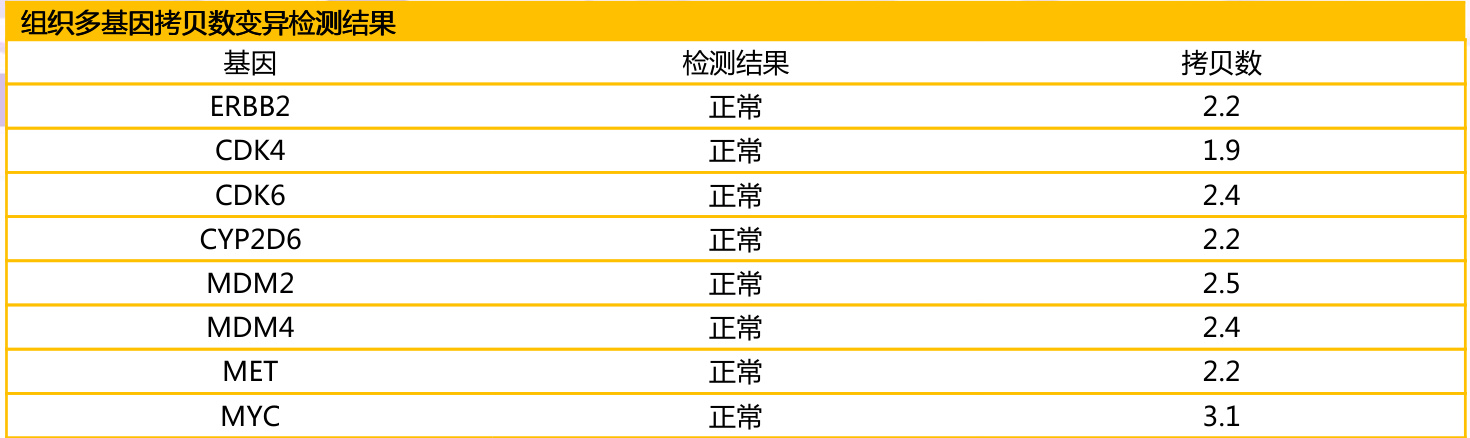 组织多基因拷贝数变异检测结果
基因 检测结果 拷贝数
ERBB2 正常 2.2
CDK4 正常 1.9
CDK6 正常 2.4
CYP2D6 正常 2.2
MDM2 正常 2.5
MDM4 正常 2.4
MET 正常 2.2
MYC 正常 3.1